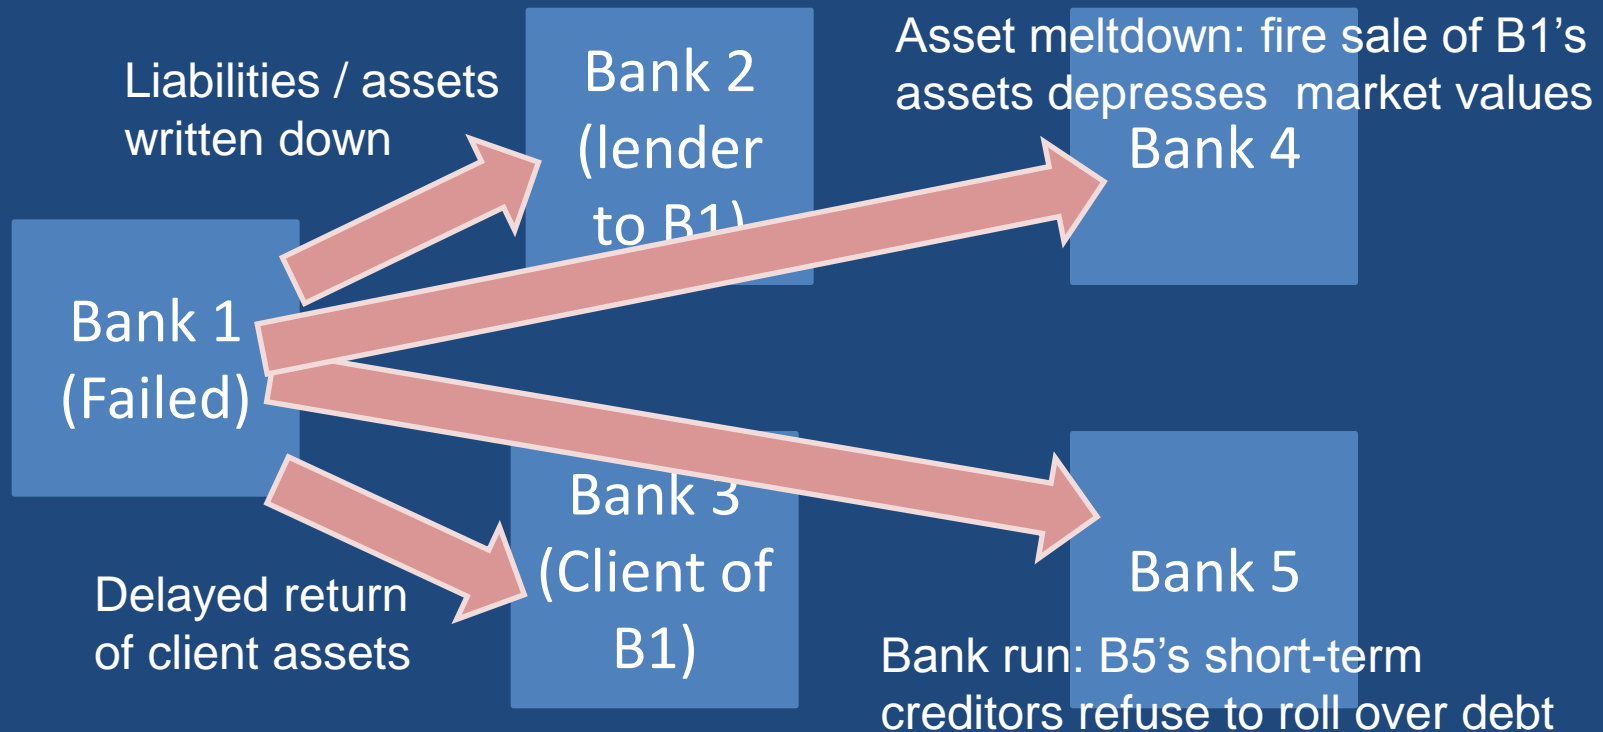 Liabilities / assets
written down
Bank 2
(lender
to B1)
Asset meltdown: fire sale of B1’s
assets depresses market values
Bank 4
Bank 1
(Failed)
Bank 3
(Client of
B1)
Delayed return
of client assets
Bank 5
Bank run: B5’s short-term
creditors refuse to roll over debt